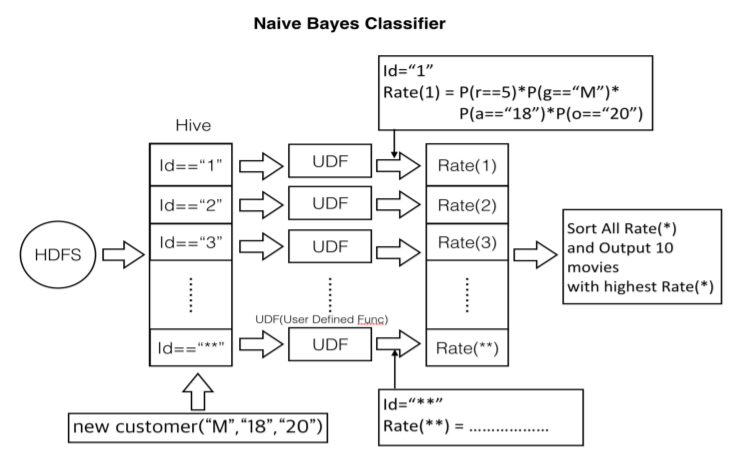 Naive Bayes Classifier
Id=“1”
Rate(1) = P(r==5)*P(g==“M”)*
P(a==“18”)*P(o==“20”)
Hive
Id==“1”
UDF
Rate(1)
Id==“2”
UDF
Rate(2)
Id==“3”
UDF
Rate(3)
HDFS
Sort All Rate(*)
and Output 10
movies
with highest Rate(*)
UDF(User Defined Func)
Id==“**”
UDF
Rate(**)
new customer(“M”,“18”,“20”)
Id=“**”
Rate(**) = ..................